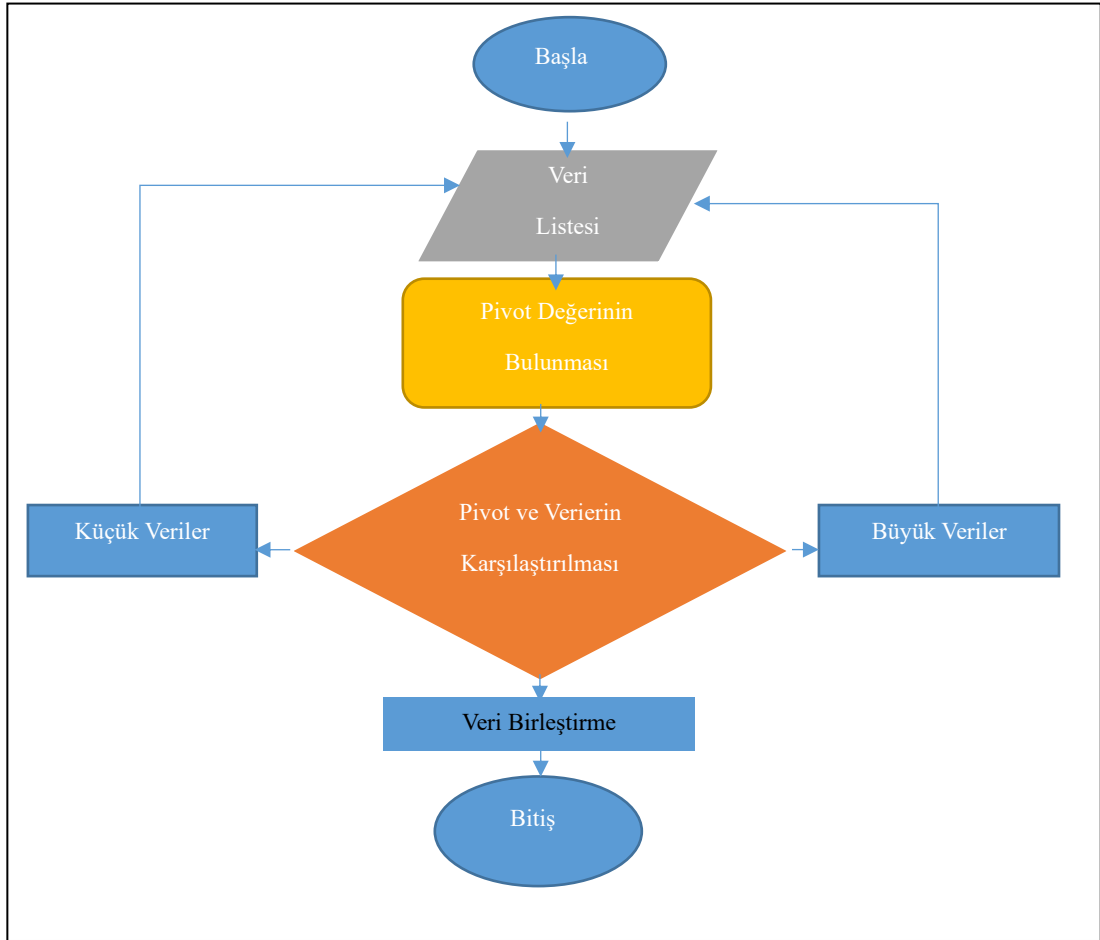 Başla
Veri
Listesi
Pivot Değerinin
Bulunması
Küçük Veriler
Pivot ve Verierin
Karşılaştırılması
Büyük Veriler
Veri Birleştirme
Bitiş